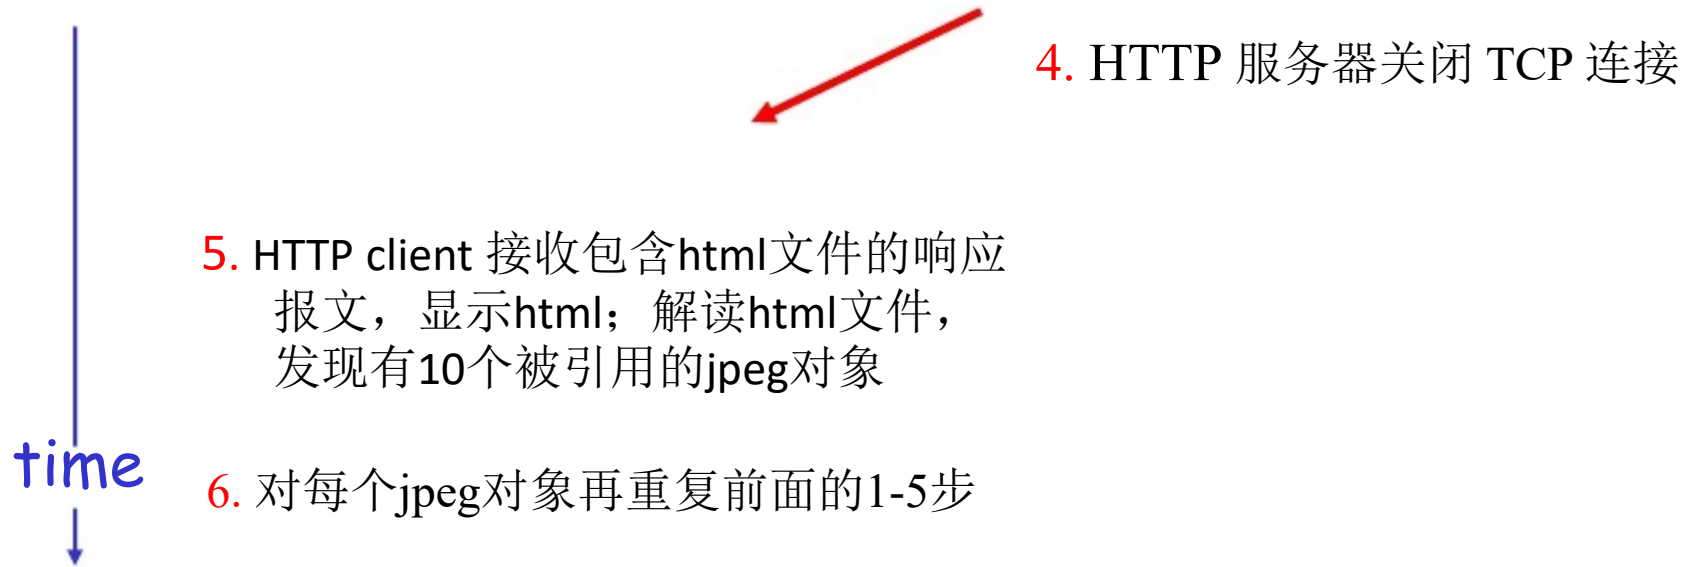 4. HTTP 服务器关闭 TCP 连接
5. HTTP client 接收包含html文件的响应
报文，显示html；解读html文件，
发现有10个被引用的jpeg对象
time
6. 对每个jpeg对象再重复前面的1-5步